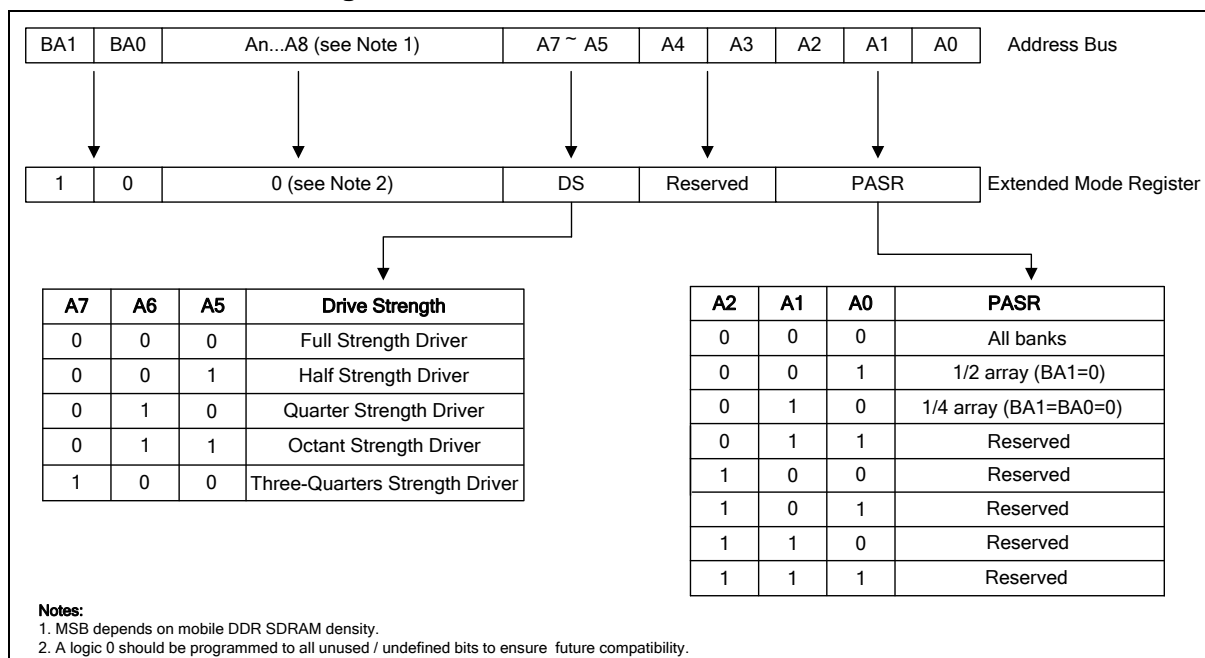 BA1 BA0 An...A8 (see Note 1) A7 ~ A5 A4 A3 A2 A1 A0 Address Bus
1 0 0 (see Note 2) DS Reserved PASR Extended Mode Register
A7 A6 A5 Drive Strength
0 0 0 Full Strength Driver
0 0 1 Half Strength Driver
0 1 0 Quarter Strength Driver
0 1 1 Octant Strength Driver
1 0 0 Three-Quarters Strength Driver
A2 A1 A0 PASR
0 0 0 All banks
0 0 1 1/2 array (BA1=0)
0 1 0 1/4 array (BA1=BA0=0)
0 1 1 Reserved
1 0 0 Reserved
1 0 1 Reserved
1 1 0 Reserved
1 1 1 Reserved
Notes:
1. MSB depends on mobile DDR SDRAM density.
2. A logic 0 should be programmed to all unused / undefined bits to ensure future compatibility.